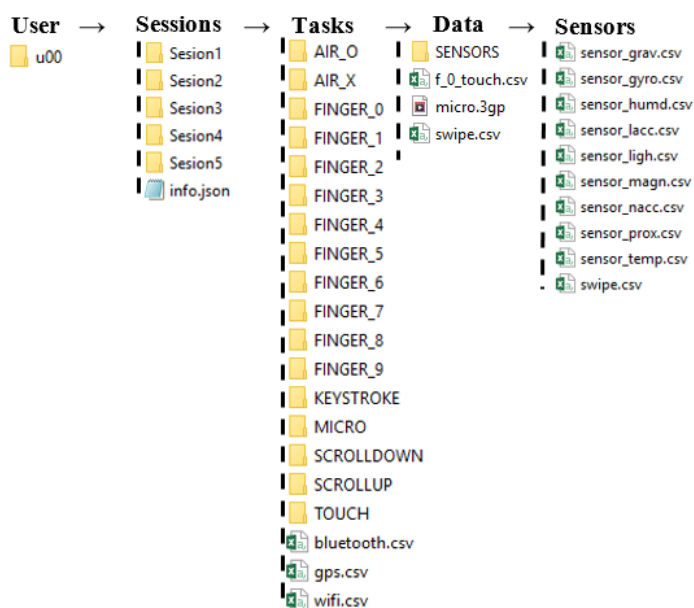 User → Sessions → Tasks → Data → Sensors
u00
Sesion1
Sesion2
Sesion3
Sesion4
Sesion5
info.json
AIR_O
AIR_X
FINGER_0
FINGER_1
FINGER_2
FINGER_3
FINGER_4
FINGER_5
FINGER_6
FINGER_7
FINGER_8
FINGER_9
KEYSTROKE
MICRO
SCROLLDOWN
SCROLLUP
TOUCH
bluetooth.csv
gps.csv
wifi.csv
SENSORS
f_0_touch.csv
micro.3gp
swipe.csv
sensor_grav.csv
sensor_gyro.csv
sensor_humd.csv
sensor_lacc.csv
sensor_ligh.csv
sensor_magn.csv
sensor_nacc.csv
sensor_prox.csv
sensor_temp.csv
swipe.csv